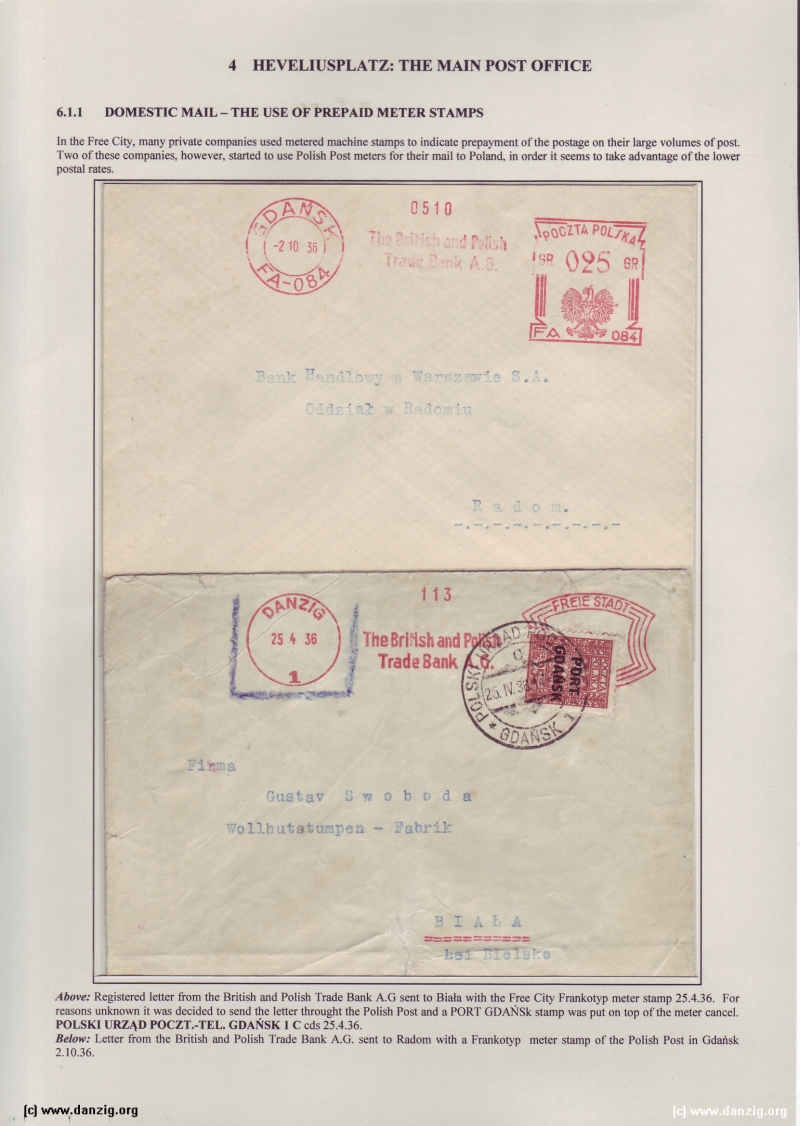 4 HEVELIUSPLATZ: THE MAIN POST OFFICE
6.1.1 DOMESTIC MAIL – THE USE OF PREPAID METER STAMPS
In the Free City, many private companies used metered machine stamps to indicate prepayment of the postage on their large volumes of post.
Two of these companies, however, started to use Polish Post meters for their mail to Poland, in order it seems to take advantage of the lower
postal rates.
GDAŃSK
-2 10 36
FA-084
0510
The British and Polish
Trade Bank A.G.
POCZTA POLSKA
GR 025 GR
FA 084
Bank Handlowy w Warszawie S.A.
Oddział w Radomiu
Radom.
DANZIG
25 4 36
1
113
The British and Polish
Trade Bank A.G.
FREIE STADT
PORT
GDAŃSK
POLSKI URZĄD
25.IV.36
GDAŃSK 1
Firma
Gustav Swoboda
Wollhutstumpen - Fabrik
BIAŁA
bei Bielsko
Above: Registered letter from the British and Polish Trade Bank A.G sent to Biała with the Free City Frankotyp meter stamp 25.4.36. For
reasons unknown it was decided to send the letter throught the Polish Post and a PORT GDAŃSk stamp was put on top of the meter cancel.
POLSKI URZĄD POCZT.-TEL. GDAŃSK 1 C cds 25.4.36.
Below: Letter from the British and Polish Trade Bank A.G. sent to Radom with a Frankotyp meter stamp of the Polish Post in Gdańsk
2.10.36.
(c) www.danzig.org
(c) www.danzig.org